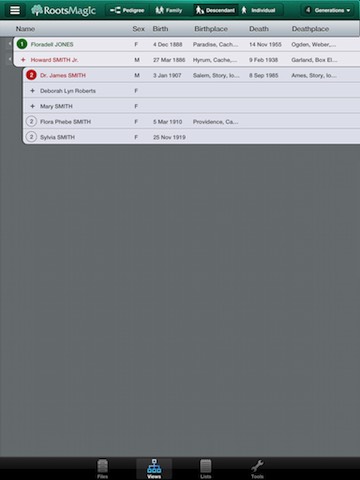 RootsMagic Pedigree Family Descendant Individual 4 Generations
Name Sex Birth Birthplace Death Deathplace
1 Floradell JONES F 4 Dec 1888 Paradise, Cach... 14 Nov 1955 Ogden, Weber,...
+ Howard SMITH Jr. M 27 Mar 1886 Hyrum, Cache,... 9 Feb 1938 Garland, Box El...
2 Dr. James SMITH M 3 Jan 1907 Salem, Story, Io... 8 Sep 1985 Ames, Story, Io...
+ Deborah Lyn Roberts F
+ Mary SMITH F
2 Flora Phebe SMITH F 5 Mar 1910 Providence, Ca...
2 Sylvia SMITH F 25 Nov 1919
Files Views Lists Tools